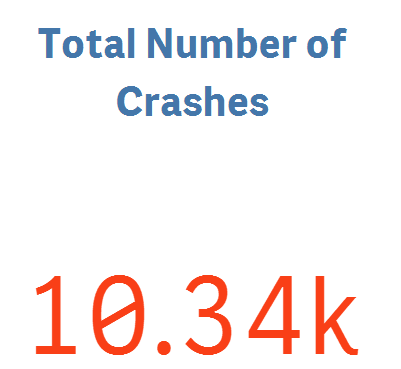 Total Number of
Crashes
10.34k